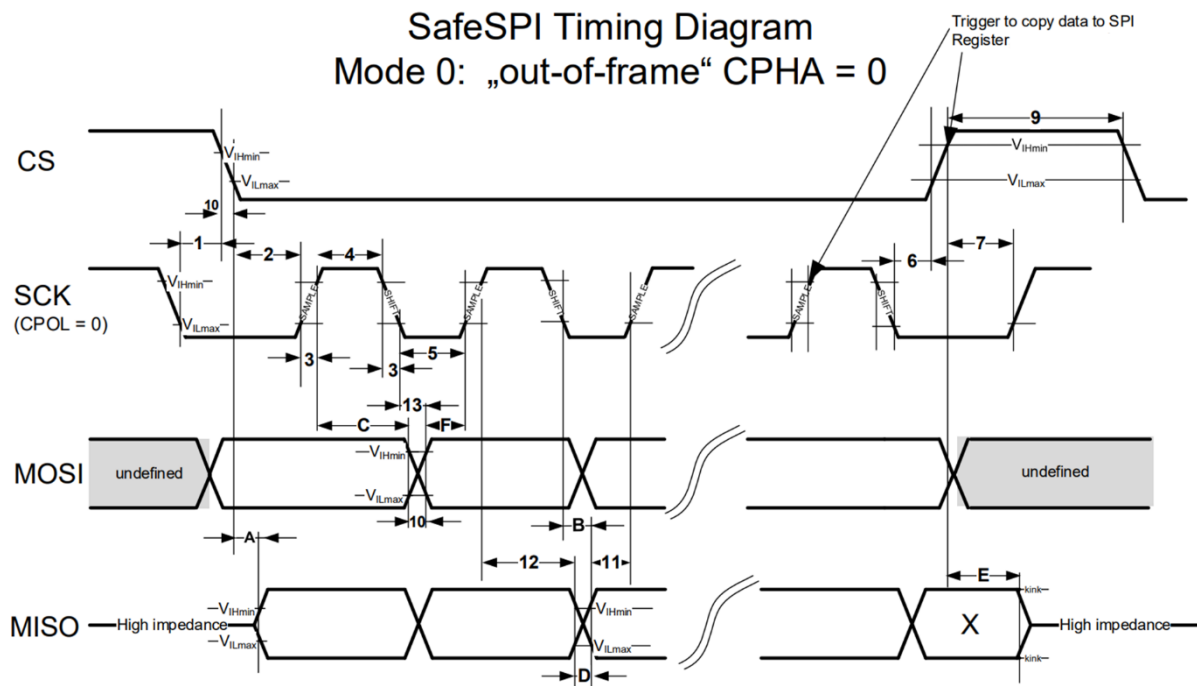 SafeSPI Timing Diagram
Mode 0: „out-of-frame“ CPHA = 0
Trigger to copy data to SPI
Register
CS
VIHmin
VILmax
10
1
2
4
9
VIHmin
VILmax
6
7
SCK
(CPOL = 0)
VIHmin
VILmax
SAMPLE
SHIFT
SAMPLE
SAMPLE
SAMPLE
SHIFT
3
3
5
13
C
F
MOSI
undefined
VIHmin
VILmax
undefined
10
A
B
12
11
E
MISO
High impedance
VIHmin
VILmax
VIHmin
VILmax
X
kink
kink
High impedance
D